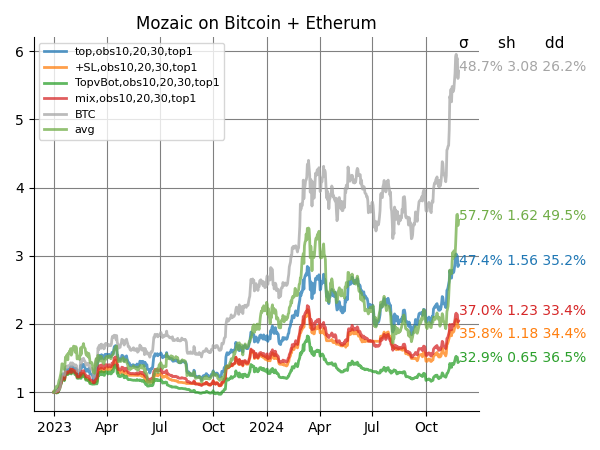 Mozaic on Bitcoin + Etherum
σ sh dd
top,obs10,20,30,top1
+SL,obs10,20,30,top1
TopvBot,obs10,20,30,top1
mix,obs10,20,30,top1
BTC
avg
48.7% 3.08 26.2%
57.7% 1.62 49.5%
47.4% 1.56 35.2%
37.0% 1.23 33.4%
35.8% 1.18 34.4%
32.9% 0.65 36.5%
6
5
4
3
2
1
2023 Apr Jul Oct 2024 Apr Jul Oct